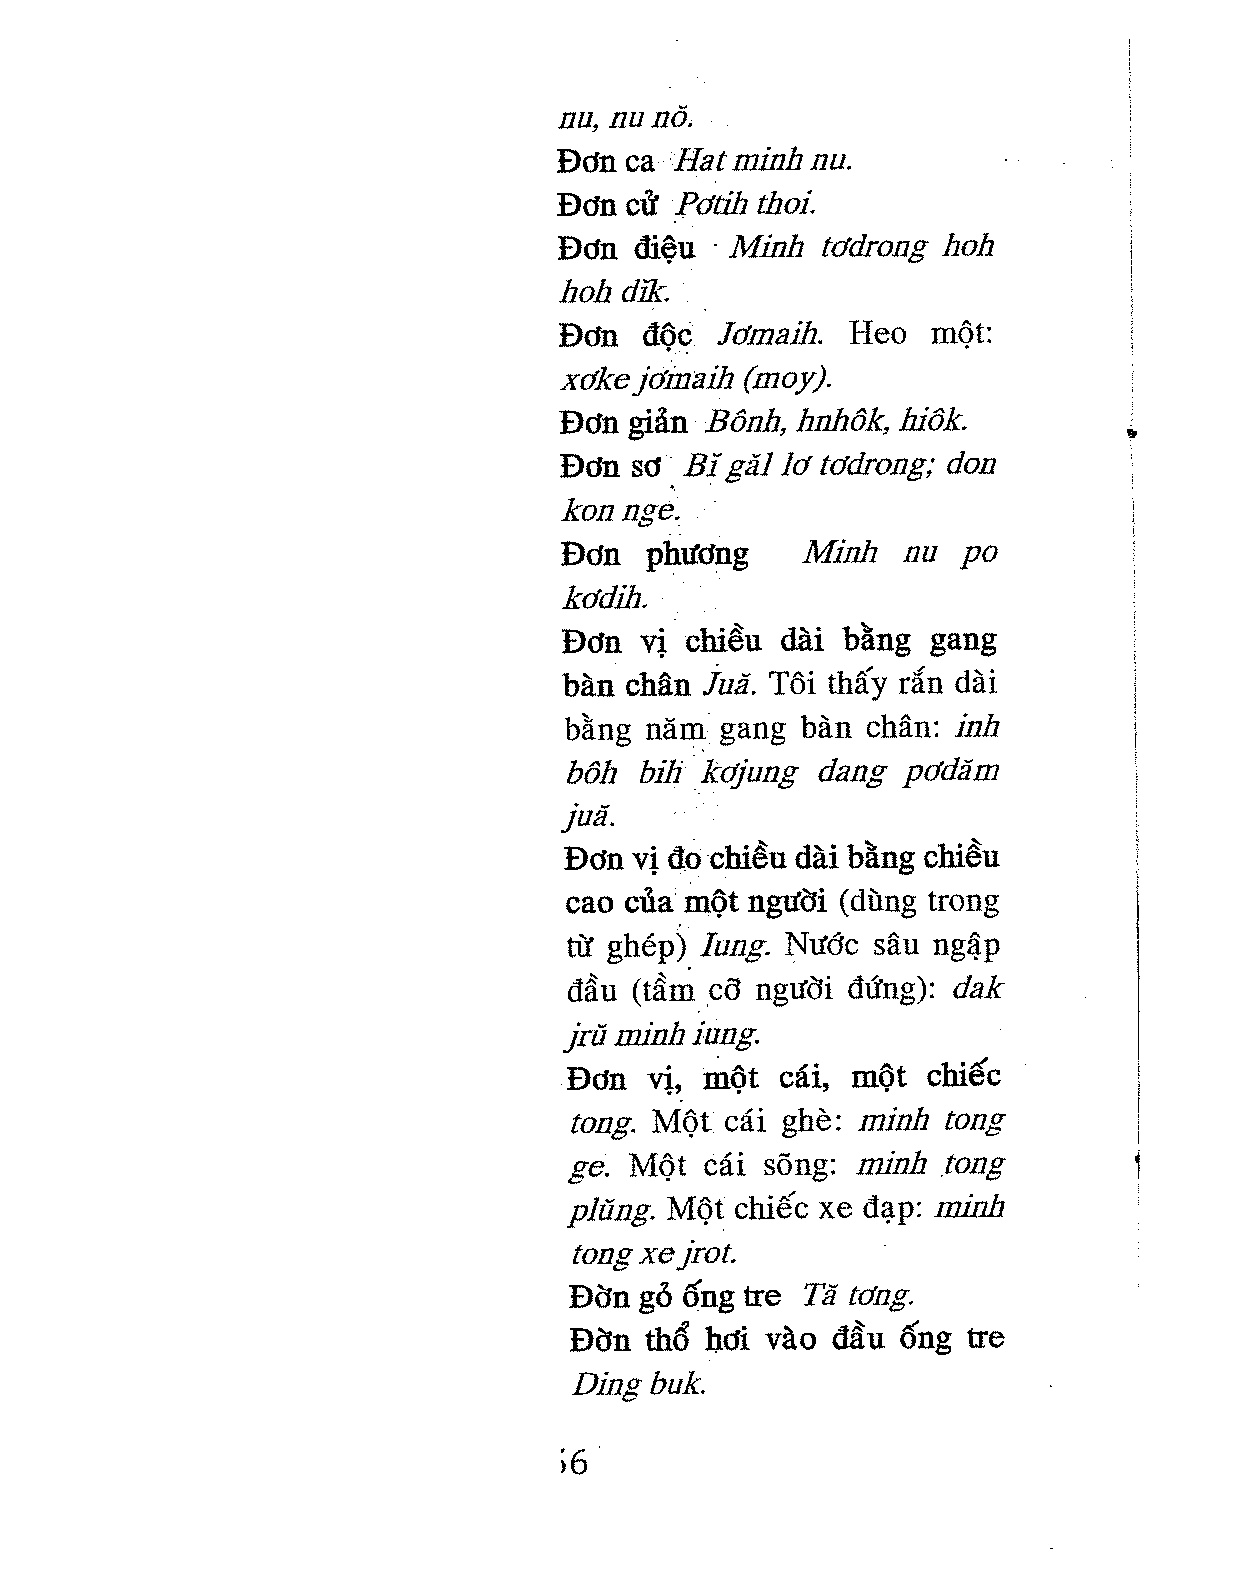 nu, nu nŏ.
Đơn ca Hat minh nu.
Đơn cử Pơtih thoi.
Đơn điệu Minh tơdrong hoh
hoh dĭk.
Đơn độc Jơmaih. Heo một:
xơke jơmaih (moy).
Đơn giản Bônh, hnhôk, hiôk.
Đơn sơ Bĭ găl lơ tơdrong; don
kon nge.
Đơn phương Minh nu po
kơdih.
Đơn vị chiều dài bằng gang
bàn chân Juă. Tôi thấy rắn dài
bằng năm gang bàn chân: inh
bôh bih kơjung dang pơdăm
juă.
Đơn vị đo chiều dài bằng chiều
cao của một người (dùng trong
từ ghép) Iung. Nước sâu ngập
đầu (tầm cỡ người đứng): dak
jrŭ minh iung.
Đơn vị, một cái, một chiếc
tong. Một cái ghè: minh tong
ge. Một cái sõng: minh tong
plŭng. Một chiếc xe đạp: minh
tong xe jrot.
Đờn gỏ ống tre Tă tơng.
Đờn thổ hơi vào đầu ống tre
Ding buk.
6